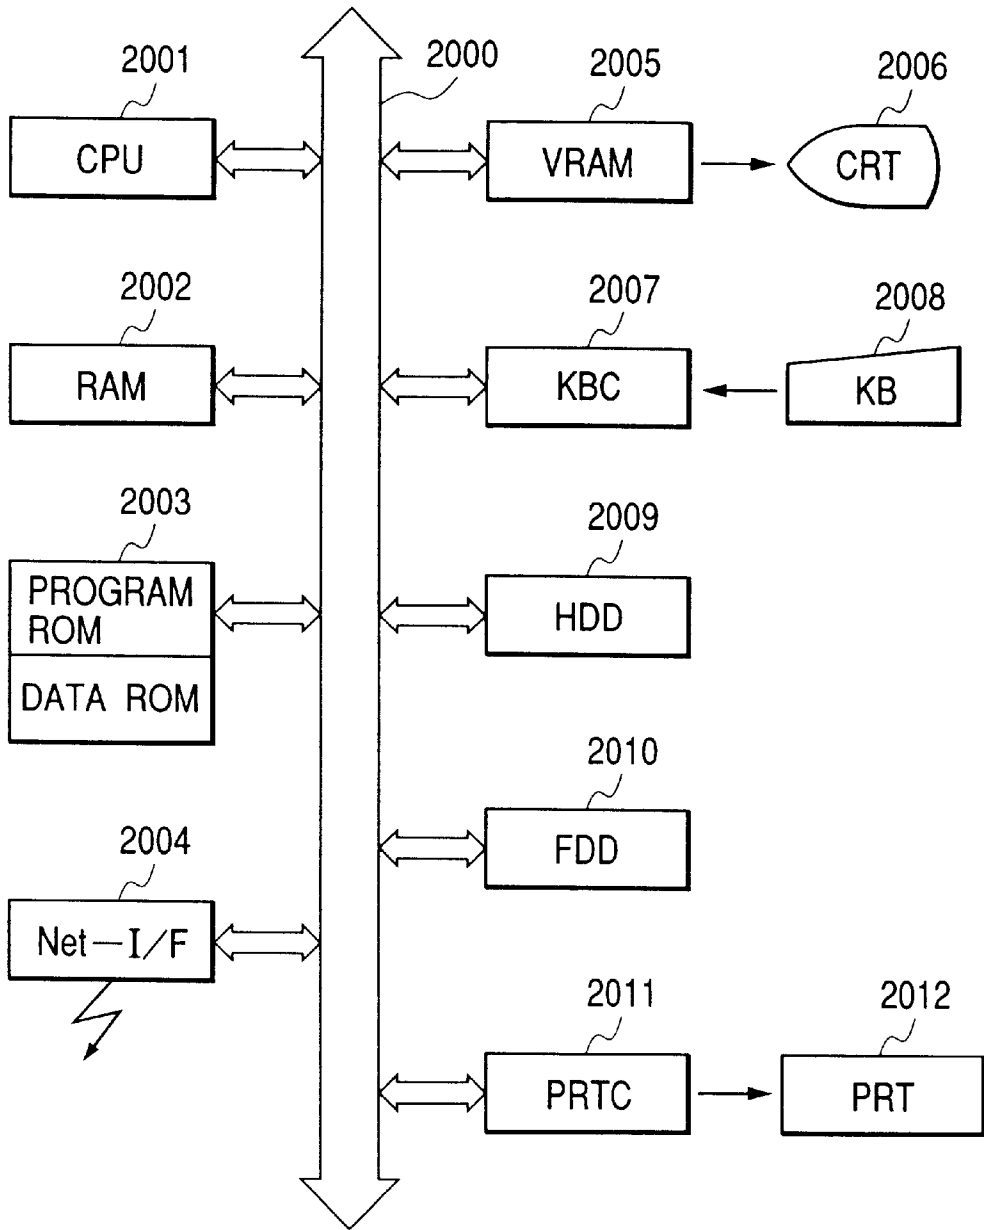 2001
CPU
2000
2005
VRAM
2006
CRT
2002
RAM
2007
KBC
2008
KB
2003
PROGRAM
ROM
DATA ROM
2009
HDD
2010
FDD
2004
Net-I/F
2011
PRTC
2012
PRT